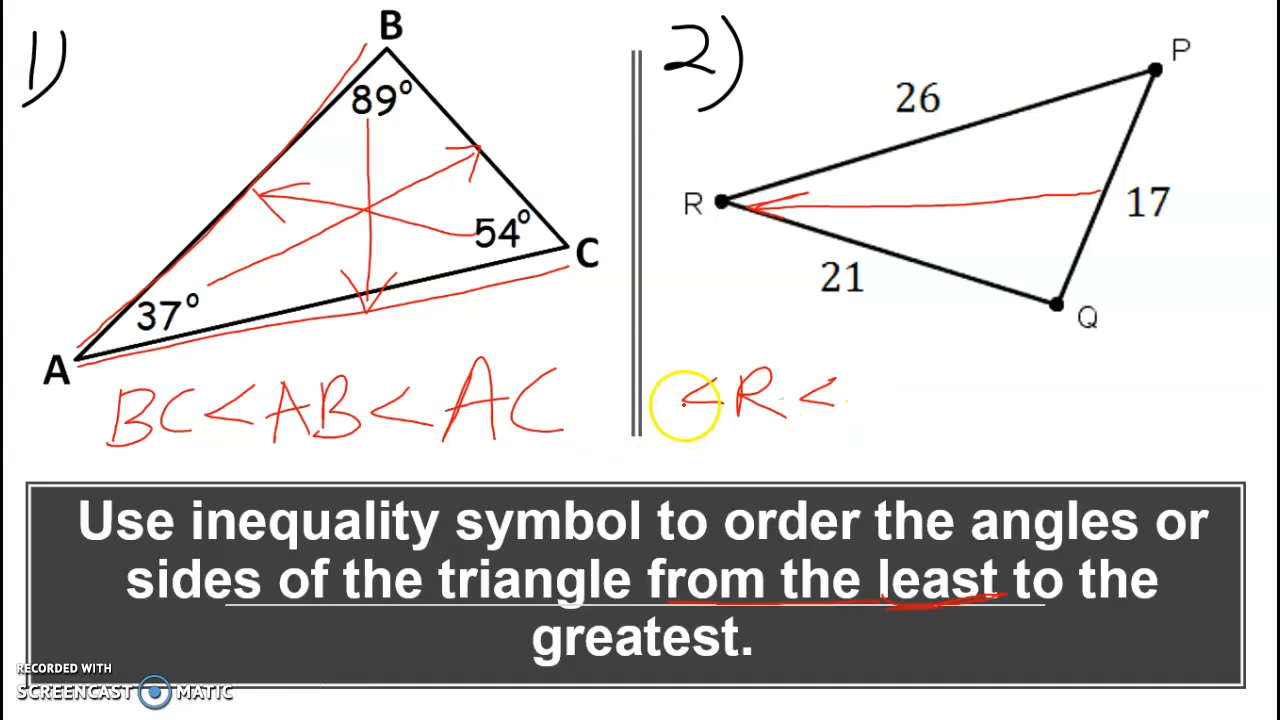 1)
B
89°
54°
C
37°
A
BC < AB < AC
2)
P
26
R
17
21
Q
<R <
Use inequality symbol to order the angles or
sides of the triangle from the least to the
greatest.
RECORDED WITH
SCREENCAST MATIC